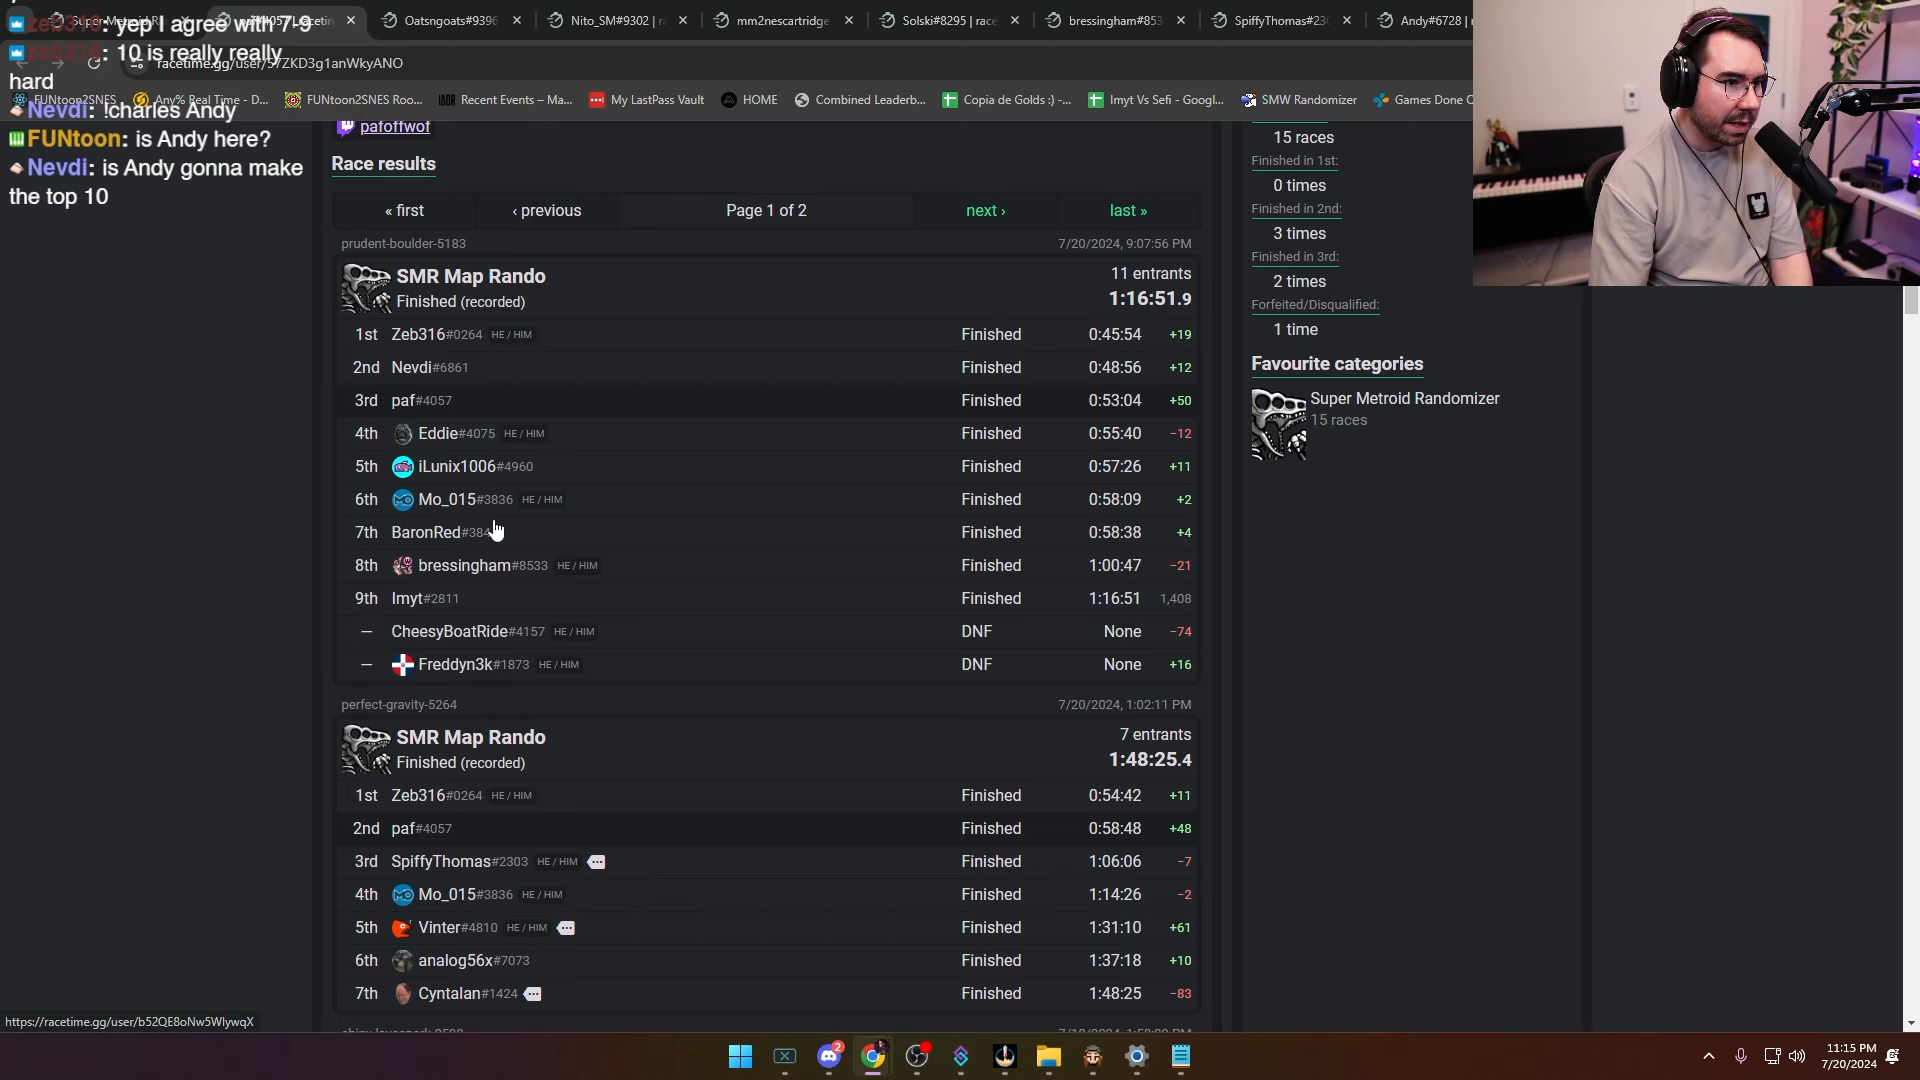 zeb316: yep I agree with 7-9
zeb316: 10 is really really
hard
Nevdi: !charles Andy
FUNtoon: is Andy here?
Nevdi: is Andy gonna make
the top 10
Oatsngoats#9396
Nito_SM#9302 | ra
mm2nescartridge
Solski#8295 | race
bressingham#853
SpiffyThomas#23
Andy#6728 |
racetime.gg/user/57ZKD3g1anWkyANO
FUNtoon2SNES
Any% Real Time - D...
FUNtoon2SNES Roo...
Recent Events – Ma...
My LastPass Vault
HOME
Combined Leaderb...
Copia de Golds :) -...
Imyt Vs Sefi - Googl...
SMW Randomizer
Games Done C
pafoffwof
Race results
« first
‹ previous
Page 1 of 2
next ›
last »
prudent-boulder-5183 7/20/2024, 9:07:56 PM
SMR Map Rando 11 entrants
Finished (recorded) 1:16:51.9
1st Zeb316#0264 HE / HIM Finished 0:45:54 +19
2nd Nevdi#6861 Finished 0:48:56 +12
3rd paf#4057 Finished 0:53:04 +50
4th Eddie#4075 HE / HIM Finished 0:55:40 −12
5th iLunix1006#4960 Finished 0:57:26 +11
6th Mo_015#3836 HE / HIM Finished 0:58:09 +2
7th BaronRed#384 Finished 0:58:38 +4
8th bressingham#8533 HE / HIM Finished 1:00:47 −21
9th Imyt#2811 Finished 1:16:51 1,408
— CheesyBoatRide#4157 HE / HIM DNF None −74
— Freddyn3k#1873 HE / HIM DNF None +16
perfect-gravity-5264 7/20/2024, 1:02:11 PM
SMR Map Rando 7 entrants
Finished (recorded) 1:48:25.4
1st Zeb316#0264 HE / HIM Finished 0:54:42 +11
2nd paf#4057 Finished 0:58:48 +48
3rd SpiffyThomas#2303 HE / HIM Finished 1:06:06 −7
4th Mo_015#3836 HE / HIM Finished 1:14:26 −2
5th Vinter#4810 HE / HIM Finished 1:31:10 +61
6th analog56x#7073 Finished 1:37:18 +10
7th Cyntalan#1424 Finished 1:48:25 −83
15 races
Finished in 1st:
0 times
Finished in 2nd:
3 times
Finished in 3rd:
2 times
Forfeited/Disqualified:
1 time
Favourite categories
Super Metroid Randomizer
15 races
https://racetime.gg/user/b52QE8oNw5WlywqX
2
11:15 PM
7/20/2024